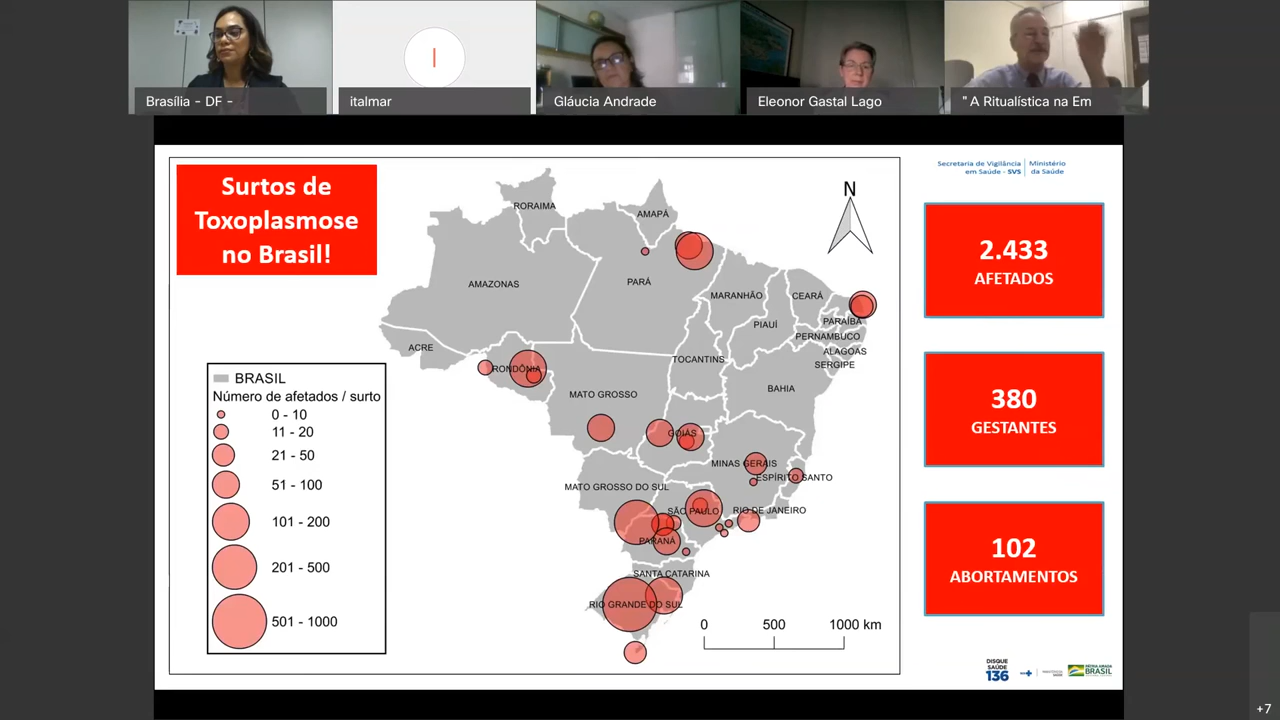 Brasília - DF -
italmar
Gláucia Andrade
Eleonor Gastal Lago
" A Ritualística na Em
I
Surtos de
Toxoplasmose
no Brasil!
Secretaria de Vigilância
em Saúde - SVS
Ministério
da Saúde
N
RORAIMA
AMAPÁ
AMAZONAS
PARÁ
MARANHÃO
CEARÁ
PARAÍBA
PIAUÍ
PERNAMBUCO
ALAGOAS
SERGIPE
ACRE
RONDÔNIA
TOCANTINS
MATO GROSSO
BAHIA
GOIÁS
MINAS GERAIS
ESPÍRITO SANTO
MATO GROSSO DO SUL
SÃO PAULO
RIO DE JANEIRO
PARANÁ
SANTA CATARINA
RIO GRANDE DO SUL
BRASIL
Número de afetados / surto
0 - 10
11 - 20
21 - 50
51 - 100
101 - 200
201 - 500
501 - 1000
0 500 1000 km
2.433
AFETADOS
380
GESTANTES
102
ABORTAMENTOS
DISQUE
SAÚDE
136
PÁTRIA AMADA
BRASIL
+7